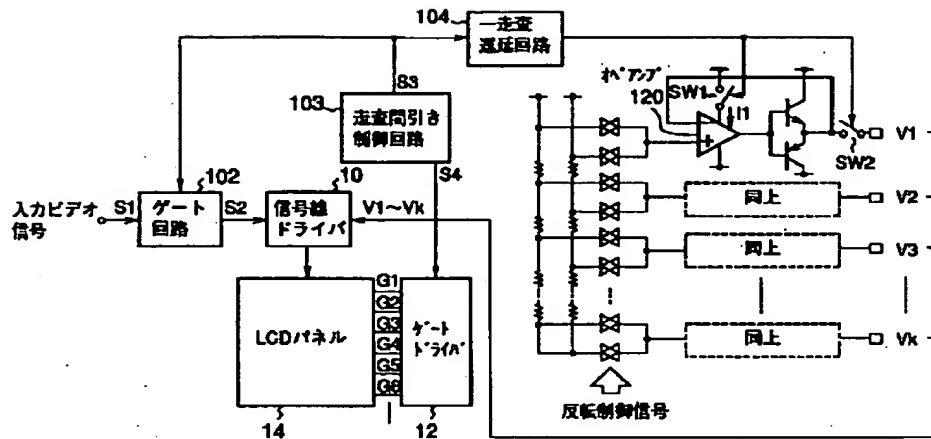 104
一走査
遅延回路
S3
103
走査間引き
制御回路
S4
オペアンプ
120
SW1
I1
V1
SW2
102
10
入力ビデオ
信号
S1
ゲート
回路
S2
信号線
ドライバ
V1～Vk
同上
V2
同上
V3
同上
Vk
G1
G2
G3
G4
G5
G6
LCDパネル
ゲート
ドライバ
14
12
反転制御信号